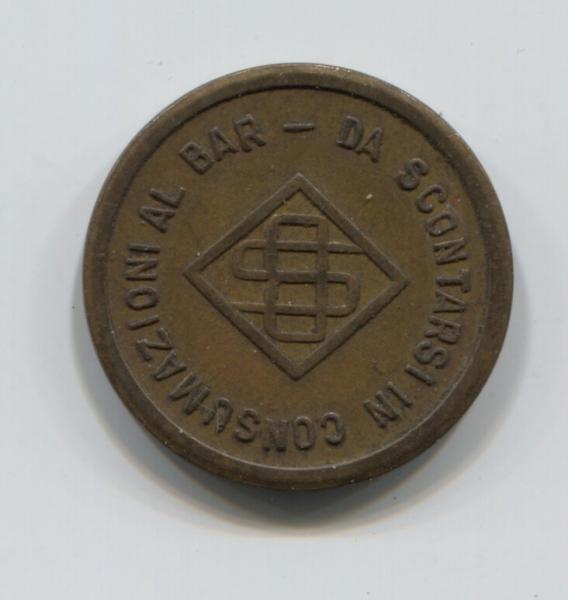 DA SCONTARSI IN CONSUMAZIONI AL BAR —